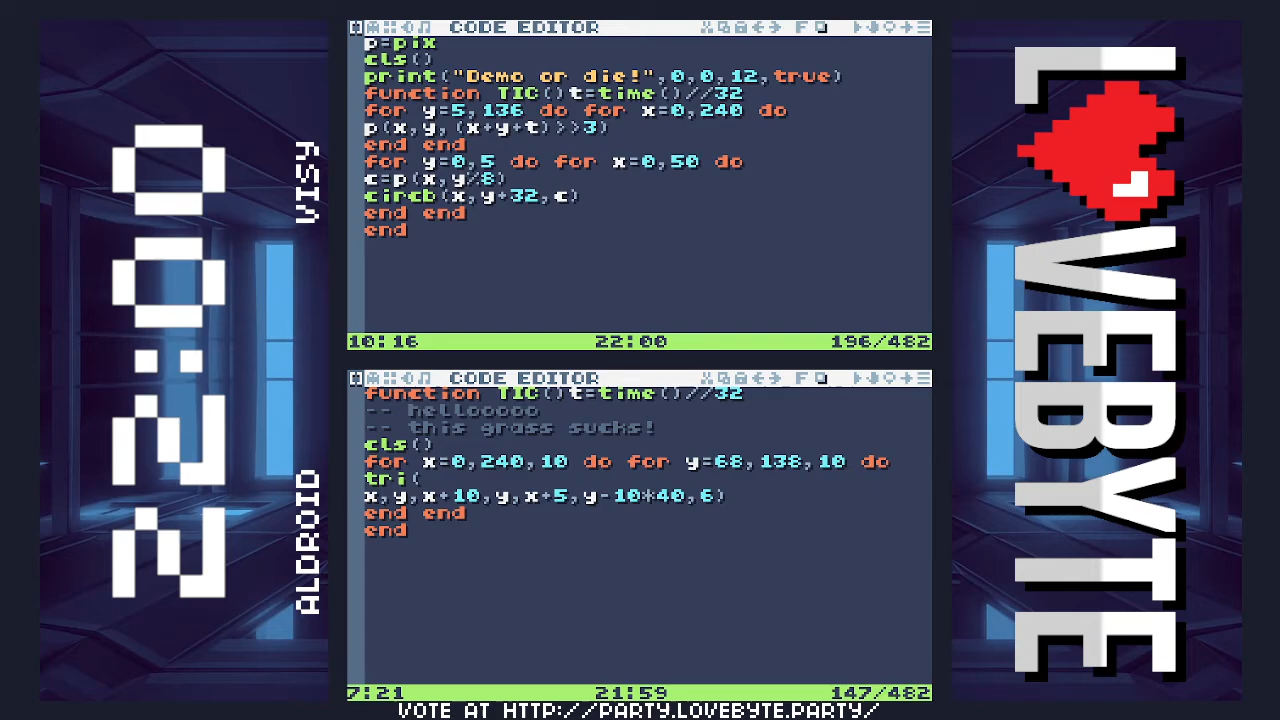 22:00
VISY
ALDROID
CODE EDITOR
p=pix
cls()
print("Demo or die!",0,0,12,true)
function TIC()t=time()//32
for y=5,136 do for x=0,240 do
p(x,y,(x+y+t)>>3)
end end
for y=0,5 do for x=0,50 do
c=p(x,y%8)
circb(x,y+32,c)
end end
end
10:16 22:00 196/482
CODE EDITOR
function TIC()t=time()//32
-- hellooooo
-- this grass sucks!
cls()
for x=0,240,10 do for y=68,138,10 do
tri(
x,y,x+10,y,x+5,y-10*40,6)
end end
end
7:21 21:59 147/482
VOTE AT HTTP://PARTY.LOVEBYTE.PARTY/
L❤VEBYTE